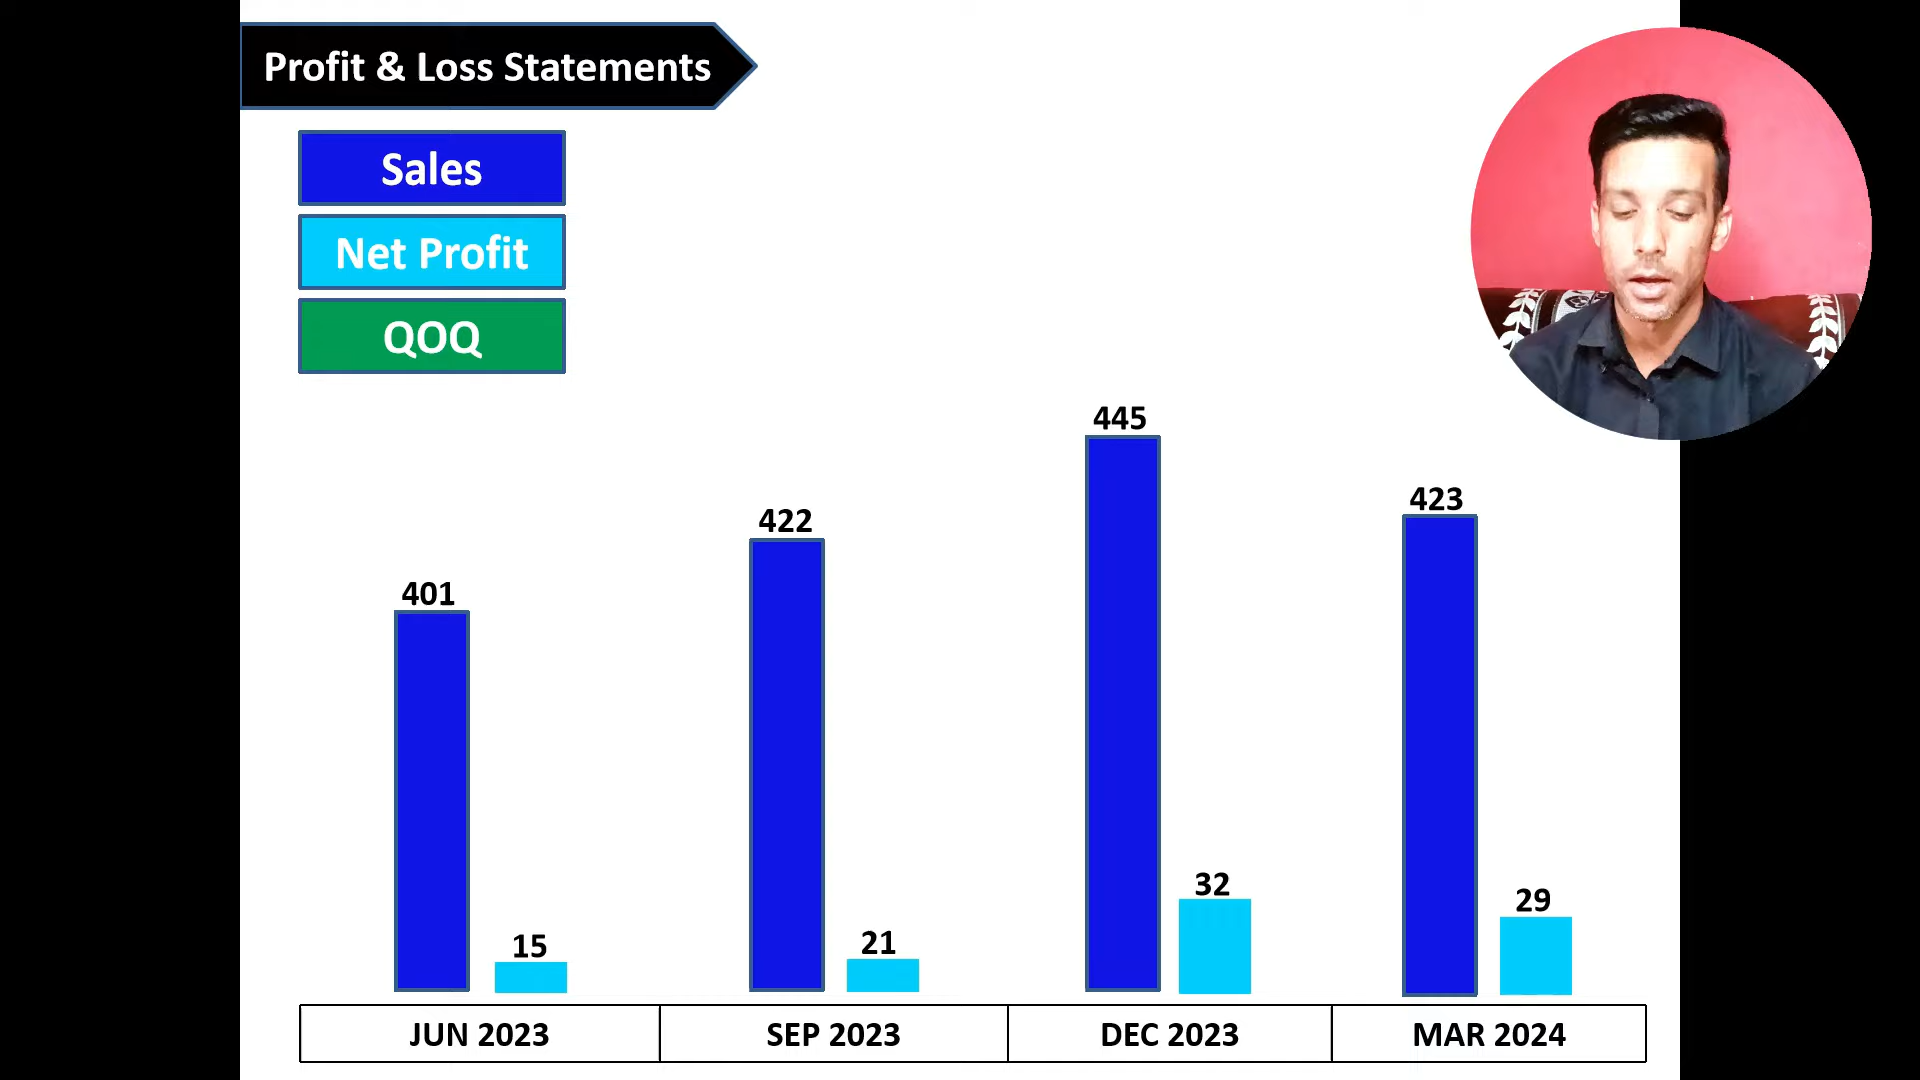 Profit & Loss Statements
Sales
Net Profit
QOQ
401
15
422
21
445
32
423
29
JUN 2023
SEP 2023
DEC 2023
MAR 2024